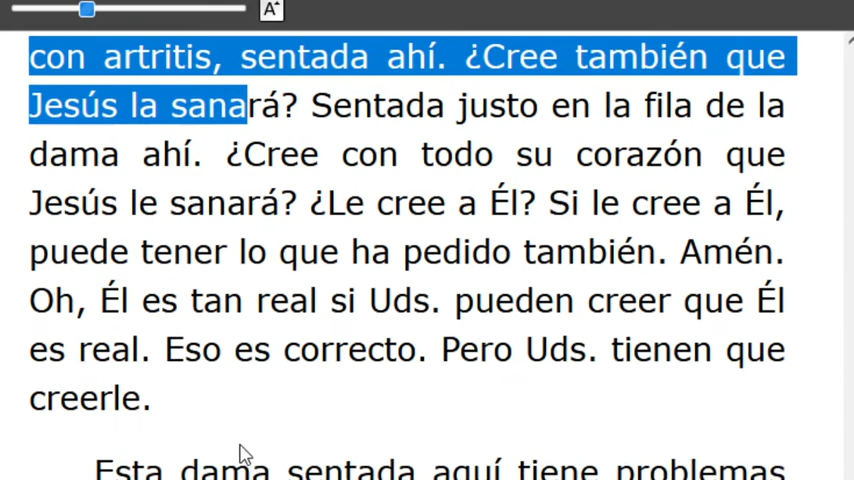 A
con artritis, sentada ahí. ¿Cree también que
Jesús la sanará? Sentada justo en la fila de la
dama ahí. ¿Cree con todo su corazón que
Jesús le sanará? ¿Le cree a Él? Si le cree a Él,
puede tener lo que ha pedido también. Amén.
Oh, Él es tan real si Uds. pueden creer que Él
es real. Eso es correcto. Pero Uds. tienen que
creerle.
Esta dama sentada aquí tiene problemas